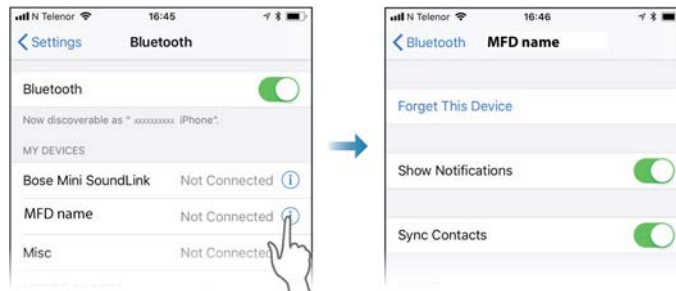 N Telenor 16:45
Settings Bluetooth
Bluetooth
Now discoverable as " xxxxxxxxxx iPhone".
MY DEVICES
Bose Mini SoundLink Not Connected i
MFD name Not Connected i
Misc Not Connected
N Telenor 16:46
Bluetooth MFD name
Forget This Device
Show Notifications
Sync Contacts